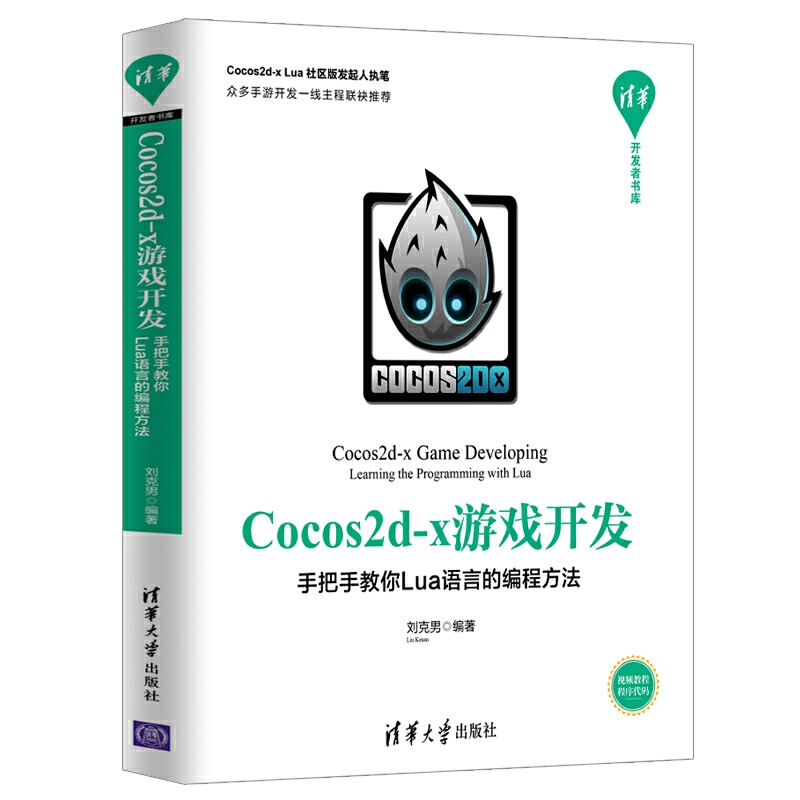 清华
开发者书库
Cocos2d-x游戏开发
手把手教你
Lua语言的编程方法
刘克男◎编著
清华大学出版社
Cocos2d-x Lua 社区版发起人执笔
众多手游开发一线主程联袂推荐
清华
开发者书库
COCOS2DX
Cocos2d-x Game Developing
Learning the Programming with Lua
Cocos2d-x游戏开发
手把手教你Lua语言的编程方法
刘克男◎编著
Liu Kenan
视频教程
程序代码
清华大学出版社